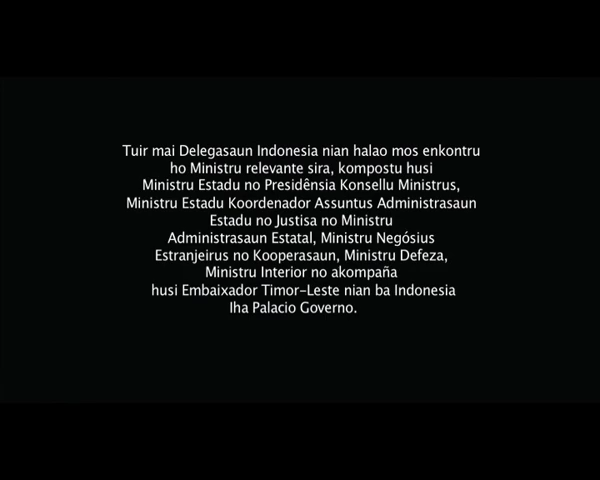 Tuir mai Delegasaun Indonesia nian halao mos enkontru
ho Ministru relevante sira, kompostu husi
Ministru Estadu no Presidênsia Konsellu Ministrus,
Ministru Estadu Koordenador Assuntus Administrasaun
Estadu no Justisa no Ministru
Administrasaun Estatal, Ministru Negósius
Estranjeirus no Kooperasaun, Ministru Defeza,
Ministru Interior no akompaña
husi Embaixador Timor-Leste nian ba Indonesia
Iha Palacio Governo.